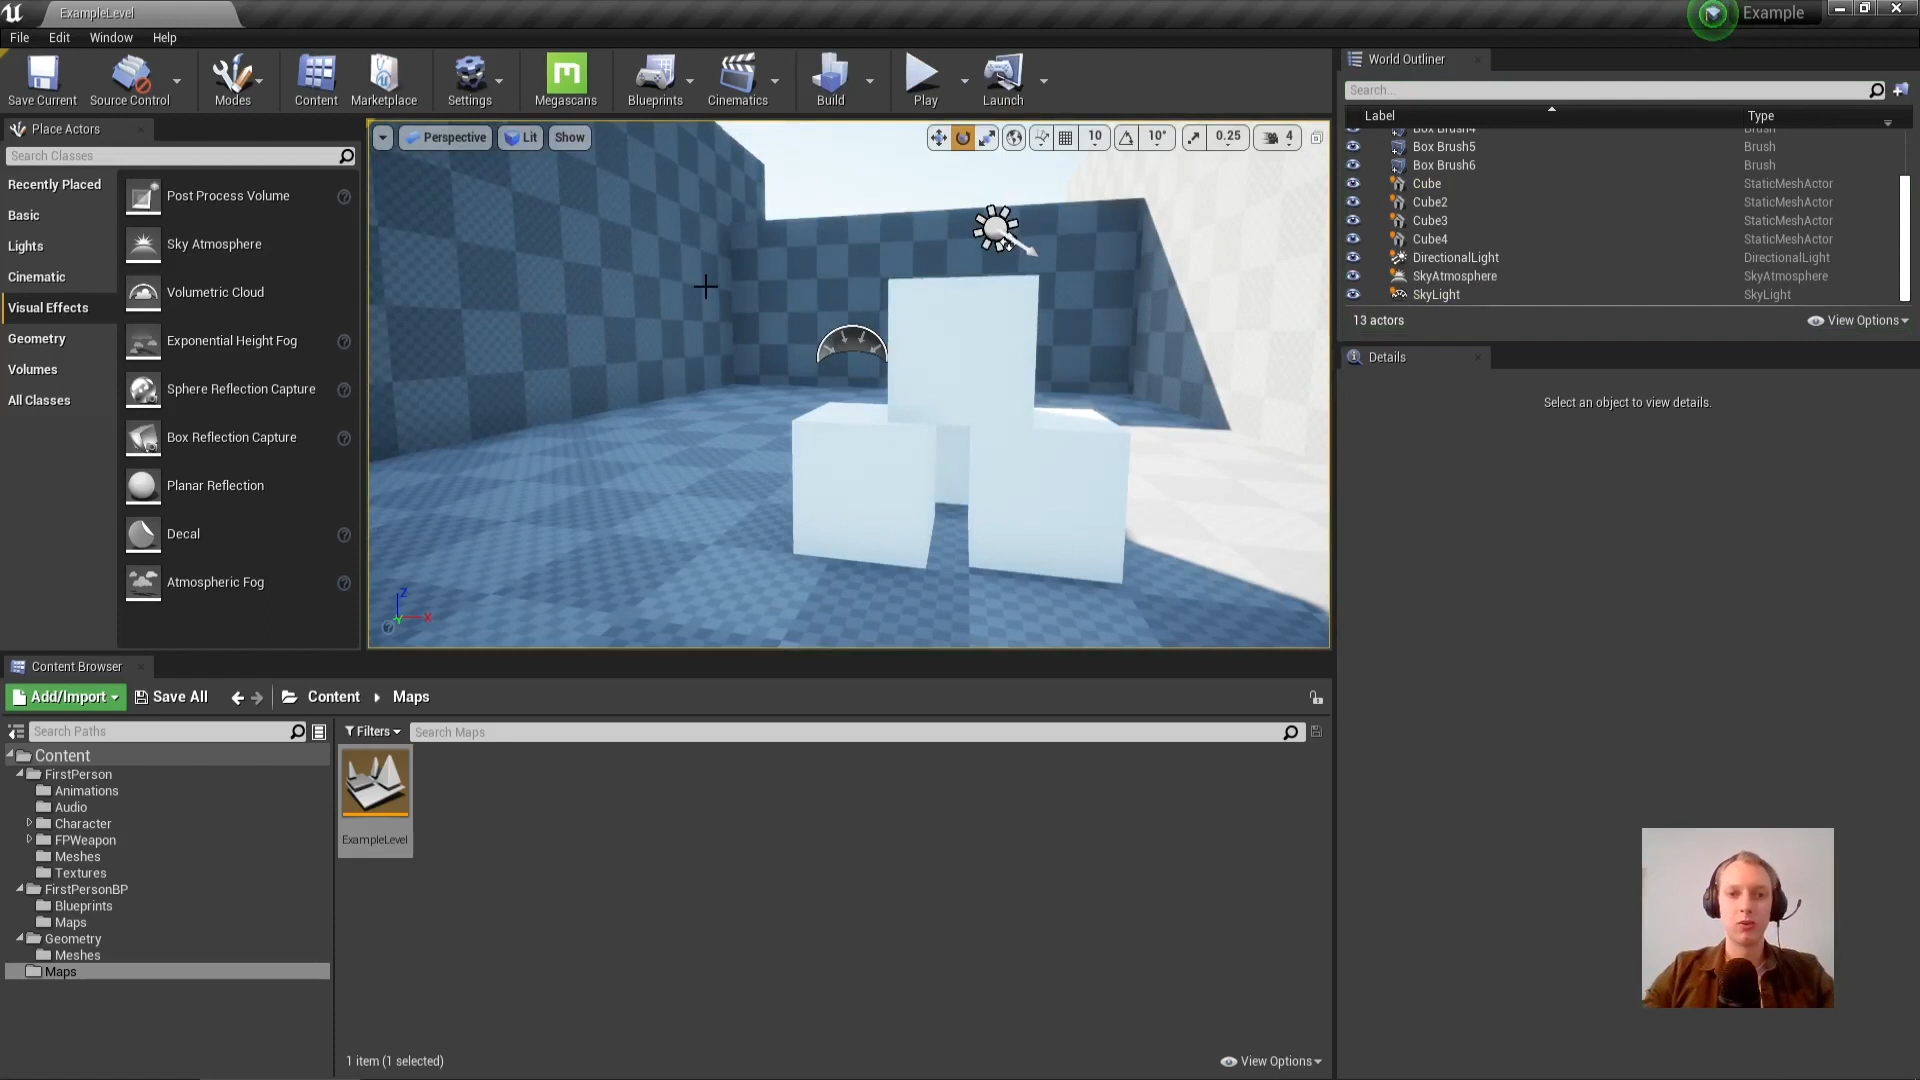 ExampleLevel
Example
File Edit Window Help
Save Current
Source Control
Modes
Content
Marketplace
Settings
Megascans
Blueprints
Cinematics
Build
Play
Launch
Place Actors
Search Classes
Recently Placed
Basic
Lights
Cinematic
Visual Effects
Geometry
Volumes
All Classes
Post Process Volume
Sky Atmosphere
Volumetric Cloud
Exponential Height Fog
Sphere Reflection Capture
Box Reflection Capture
Planar Reflection
Decal
Atmospheric Fog
Perspective
Lit
Show
10
10°
0.25
4
Z
Y
X
World Outliner
Search...
Label Type
Box Brush4 Brush
Box Brush5 Brush
Box Brush6 Brush
Cube StaticMeshActor
Cube2 StaticMeshActor
Cube3 StaticMeshActor
Cube4 StaticMeshActor
DirectionalLight DirectionalLight
SkyAtmosphere SkyAtmosphere
SkyLight SkyLight
13 actors
View Options
Details
Select an object to view details.
Content Browser
Add/Import
Save All
Content
Maps
Search Paths
Filters
Search Maps
Content
FirstPerson
Animations
Audio
Character
FPWeapon
Meshes
Textures
FirstPersonBP
Blueprints
Maps
Geometry
Meshes
Maps
ExampleLevel
1 item (1 selected)
View Options